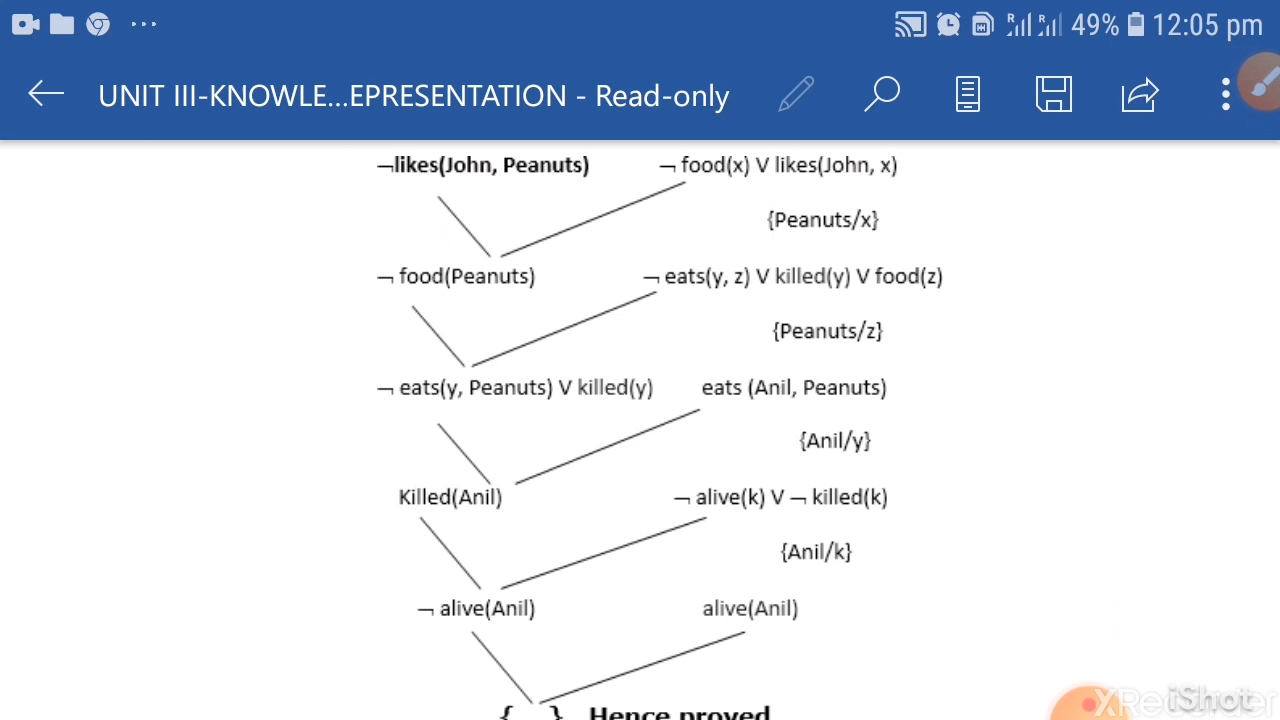 49% 12:05 pm
UNIT III-KNOWLE...EPRESENTATION - Read-only
¬likes(John, Peanuts) ¬ food(x) V likes(John, x)
{Peanuts/x}
¬ food(Peanuts) ¬ eats(y, z) V killed(y) V food(z)
{Peanuts/z}
¬ eats(y, Peanuts) V killed(y) eats (Anil, Peanuts)
{Anil/y}
Killed(Anil) ¬ alive(k) V ¬ killed(k)
{Anil/k}
¬ alive(Anil) alive(Anil)
{ } Hence proved
iShot